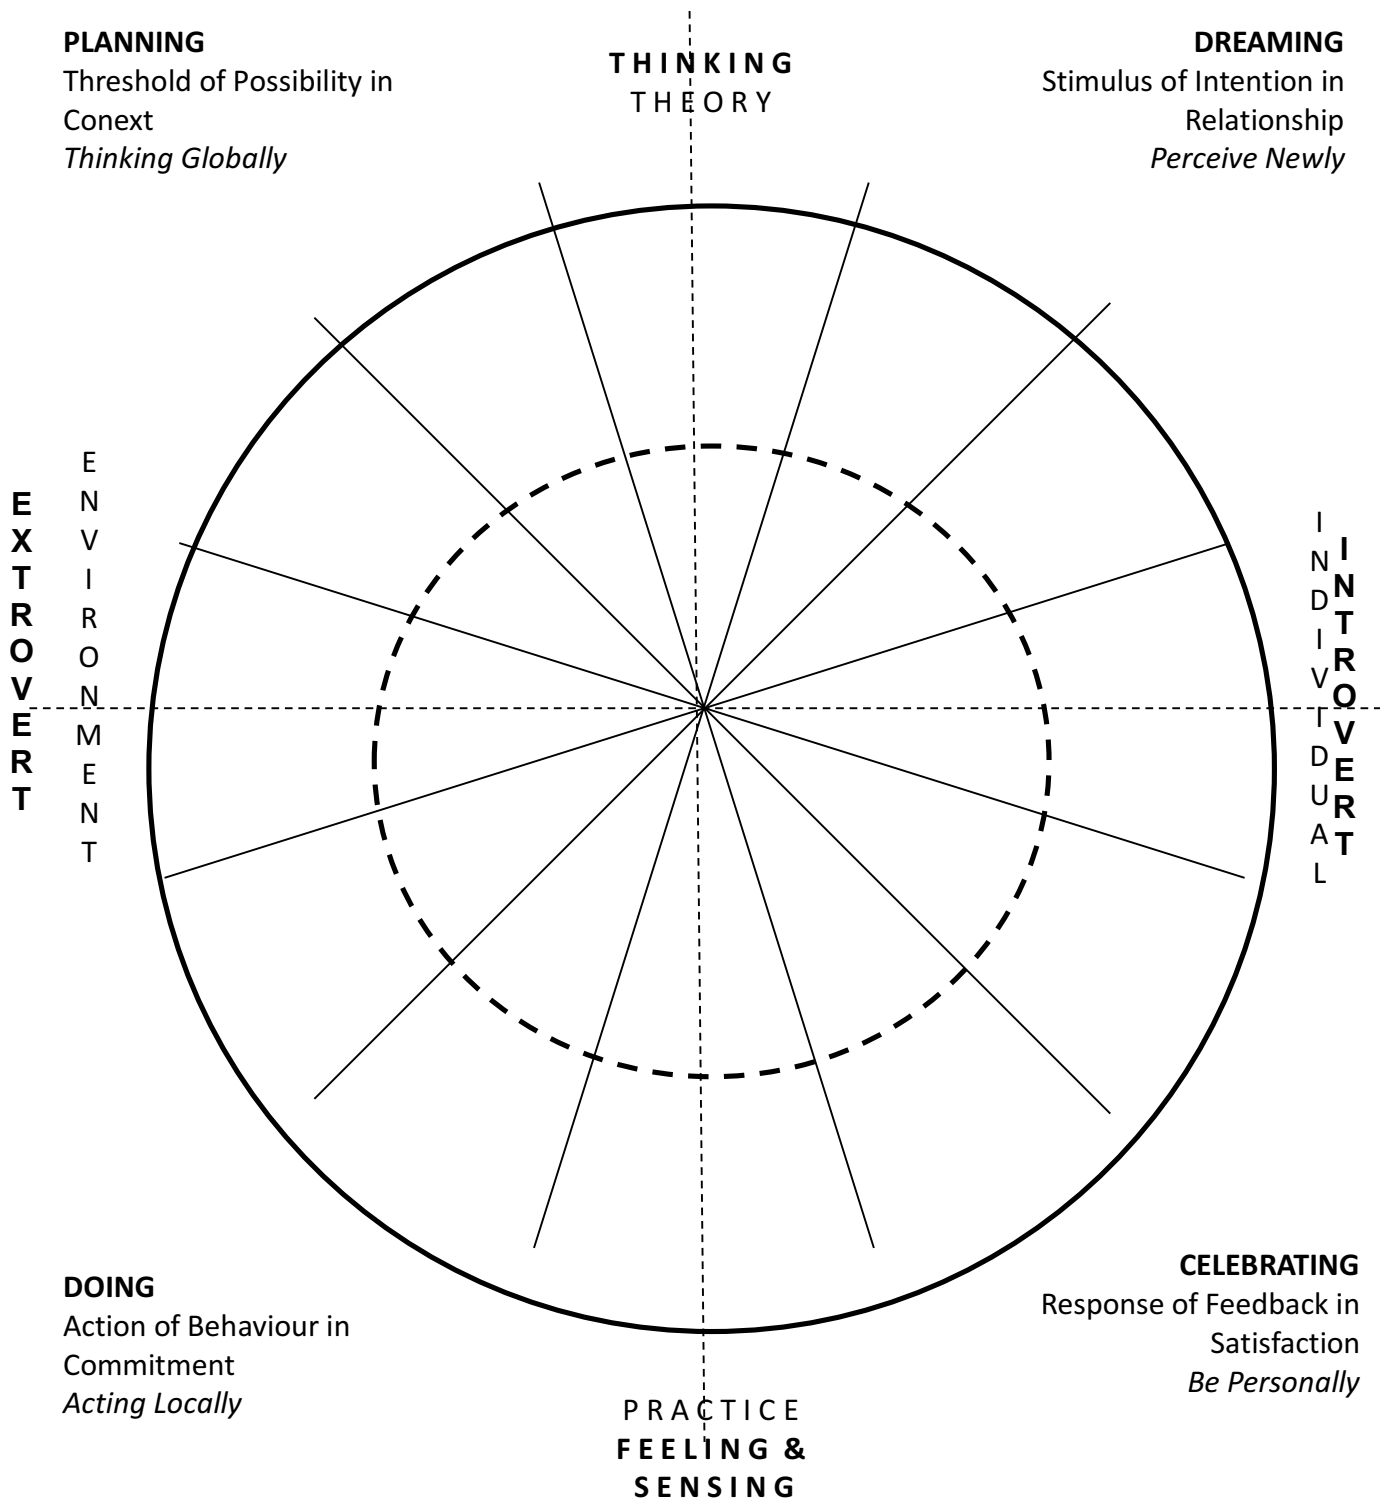 PLANNING
Threshold of Possibility in
Conext
Thinking Globally
THINKING
THEORY
DREAMING
Stimulus of Intention in
Relationship
Perceive Newly
EXTROVERT
ENVIRONMENT
INDIVIDUAL
INTROVERT
DOING
Action of Behaviour in
Commitment
Acting Locally
PRACTICE
FEELING &
SENSING
CELEBRATING
Response of Feedback in
Satisfaction
Be Personally